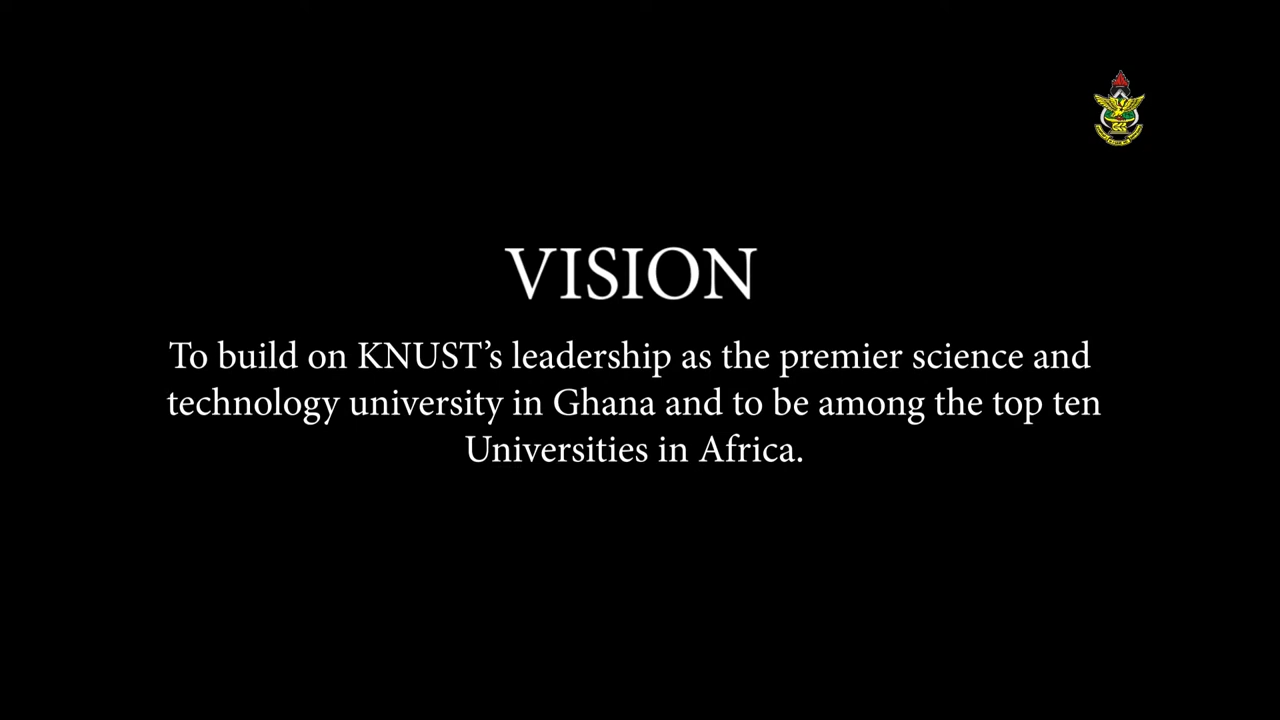 VISION
To build on KNUST’s leadership as the premier science and
technology university in Ghana and to be among the top ten
Universities in Africa.